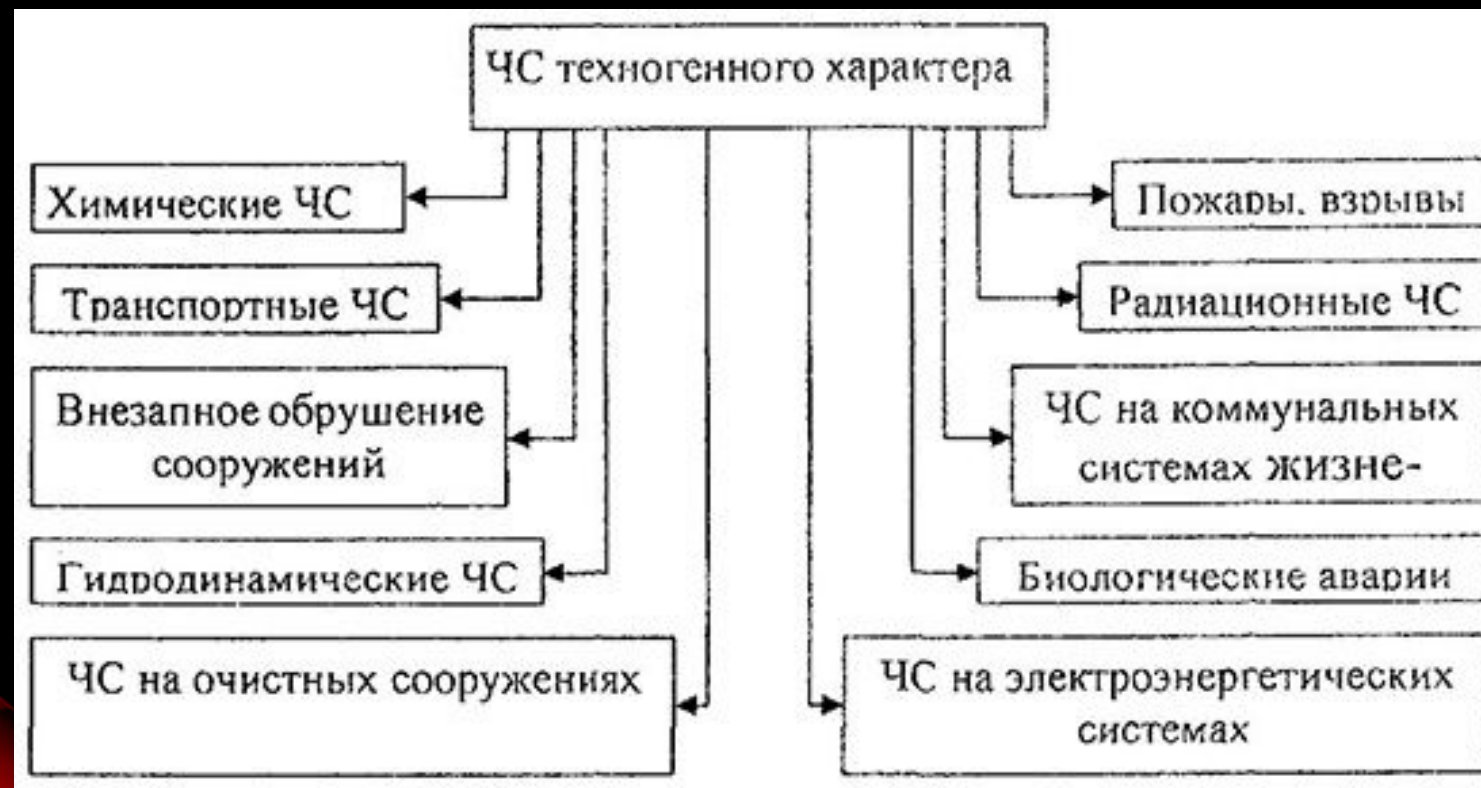 ЧС техногенного характера
Химические ЧС
Транспортные ЧС
Внезапное обрушение
сооружений
Гидродинамические ЧС
ЧС на очистных сооружениях
Пожары, взрывы
Радиационные ЧС
ЧС на коммунальных
системах жизне-
Биологические аварии
ЧС на электроэнергетических
системах